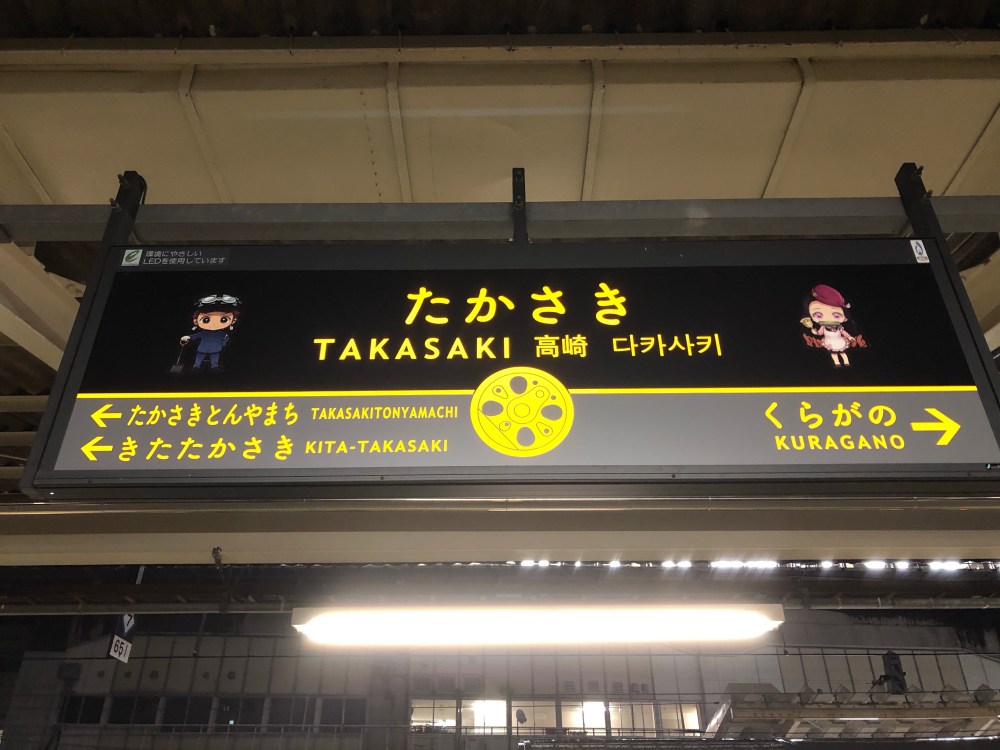 環境にやさしい
LEDを使用しています
たかさき
TAKASAKI 高崎 다카사키
←たかさきとんやまち TAKASAKITONYAMACHI
←きたたかさき KITA-TAKASAKI
くらがの →
KURAGANO
651